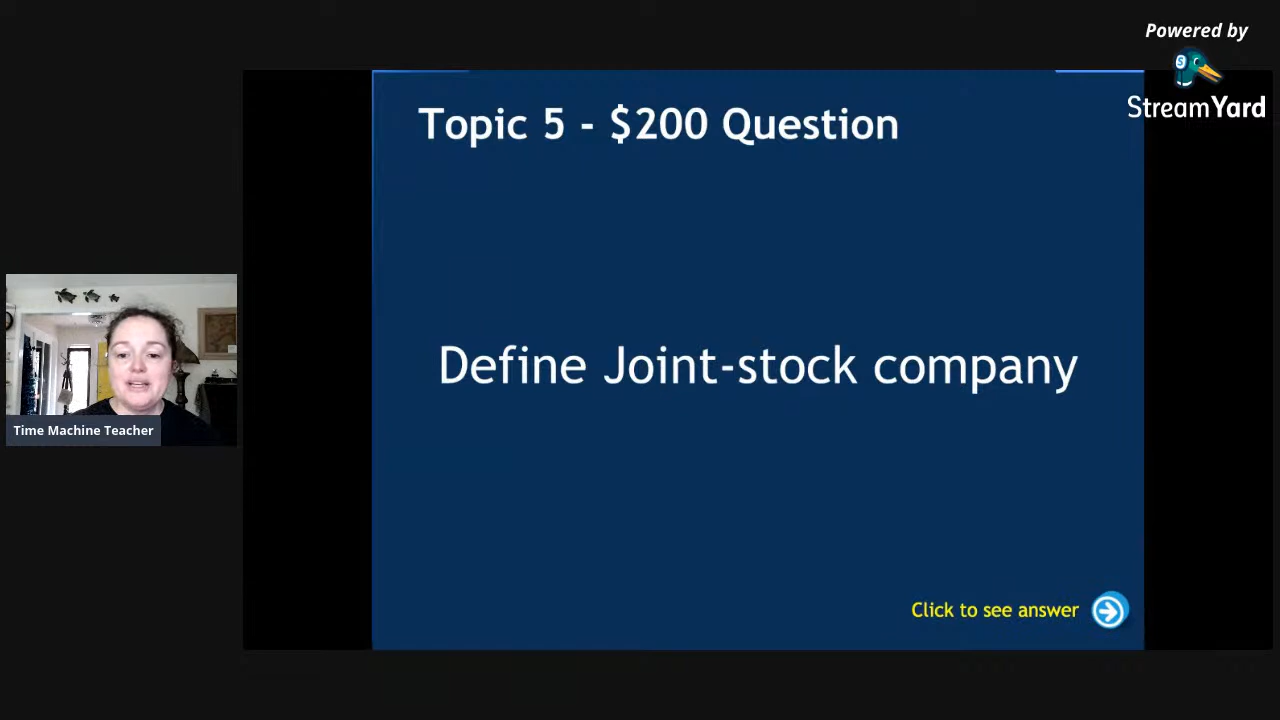 Powered by
StreamYard
Topic 5 - $200 Question
Define Joint-stock company
Time Machine Teacher
Click to see answer